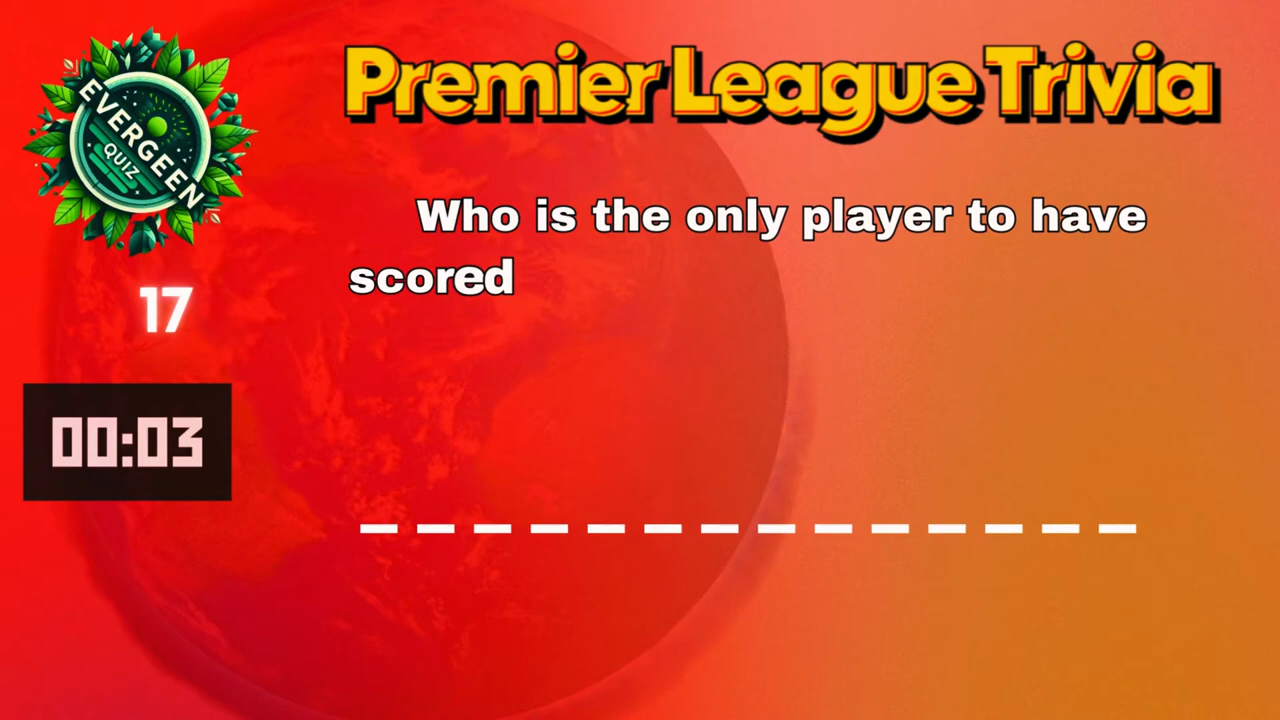 Premier League Trivia
EVERGEEN
QUIZ
Who is the only player to have
scored
17
00:03